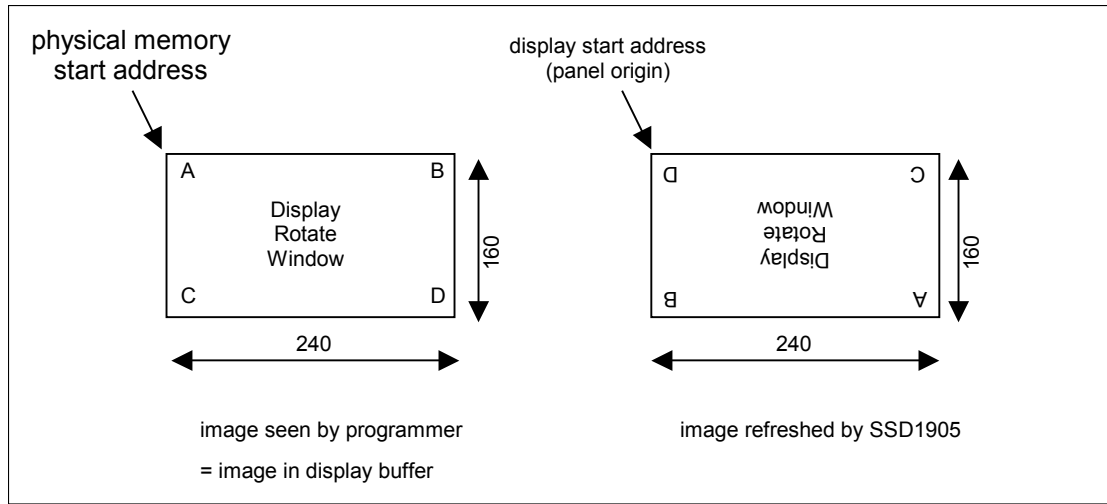 physical memory
start address
A B
Display
Rotate
Window
C D
160
240
image seen by programmer
= image in display buffer
display start address
(panel origin)
D C
Window
Rotate
Display
B A
160
240
image refreshed by SSD1905